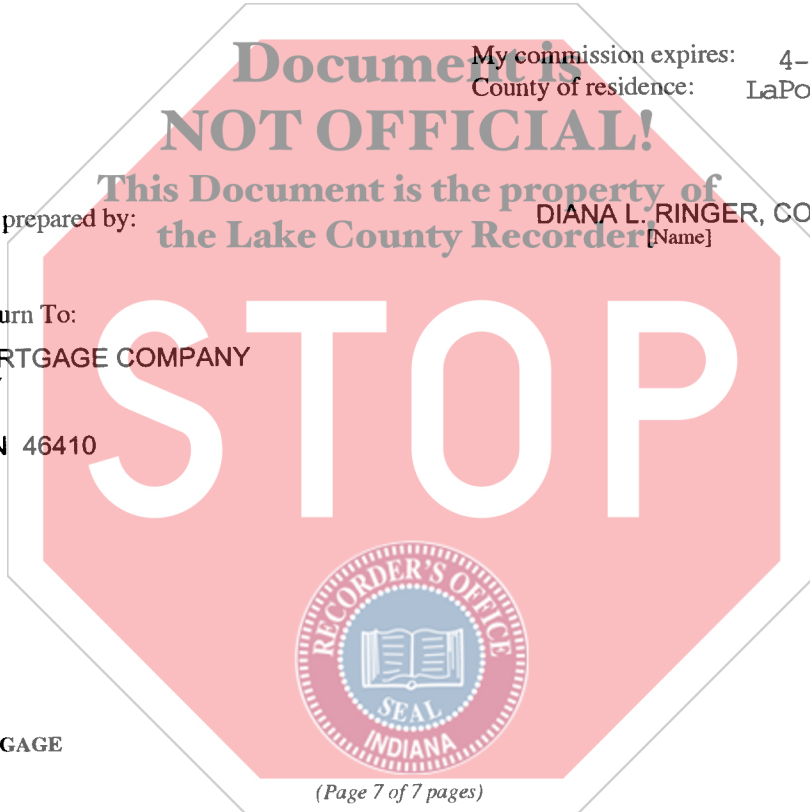 My commission expires: 4-
County of residence: LaPo
Document is
NOT OFFICIAL!
This Document is the property of
the Lake County Recorder!
prepared by: DIANA L. RINGER, CO
[Name]
urn To:
RTGAGE COMPANY
N 46410
STOP
RECORDER'S OFFICE
SEAL
INDIANA
GAGE
(Page 7 of 7 pages)